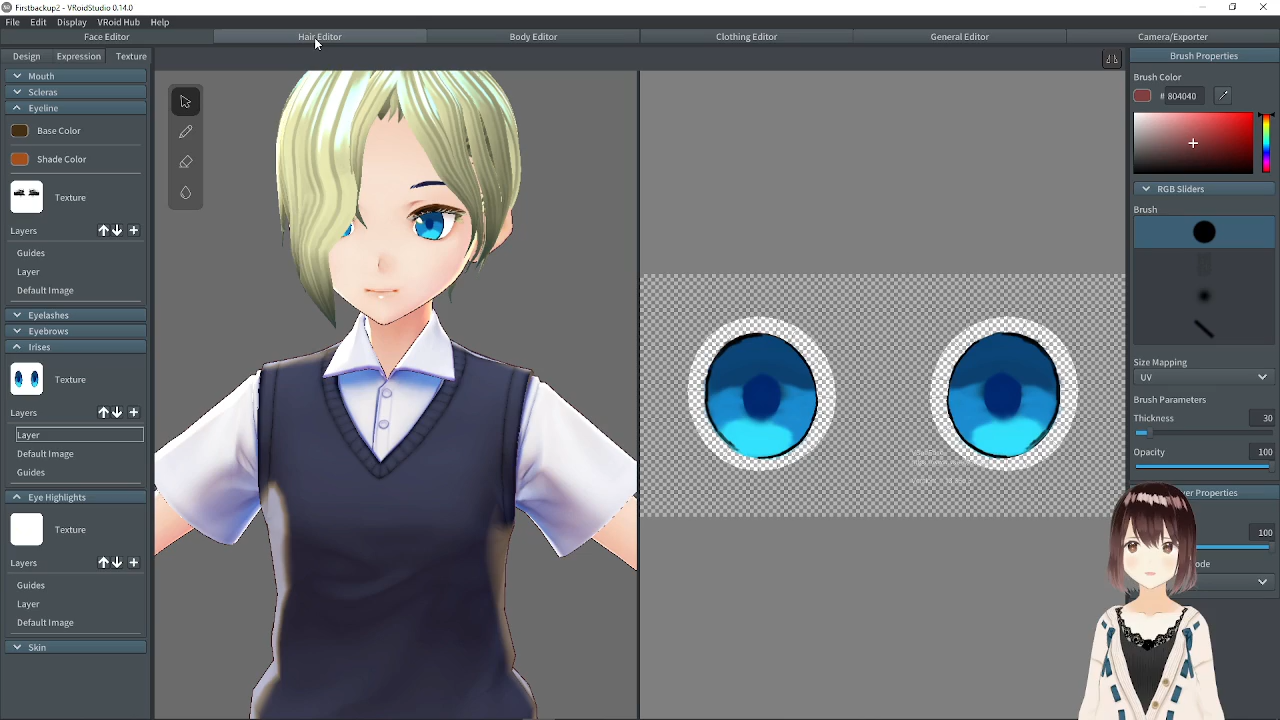 Firstbackup2 - VRoidStudio 0.14.0
File Edit Display VRoid Hub Help
Face Editor Hair Editor Body Editor Clothing Editor General Editor Camera/Exporter
Design Expression Texture
Mouth
Scleras
Eyeline
Base Color
Shade Color
Texture
Layers
Guides
Layer
Default Image
Eyelashes
Eyebrows
Irises
Texture
Layers
Layer
Default Image
Guides
Eye Highlights
Texture
Layers
Guides
Layer
Default Image
Skin
Brush Properties
Brush Color
# 804040
RGB Sliders
Brush
Size Mapping
UV
Brush Parameters
Thickness 30
Opacity 100
Properties
100
ode